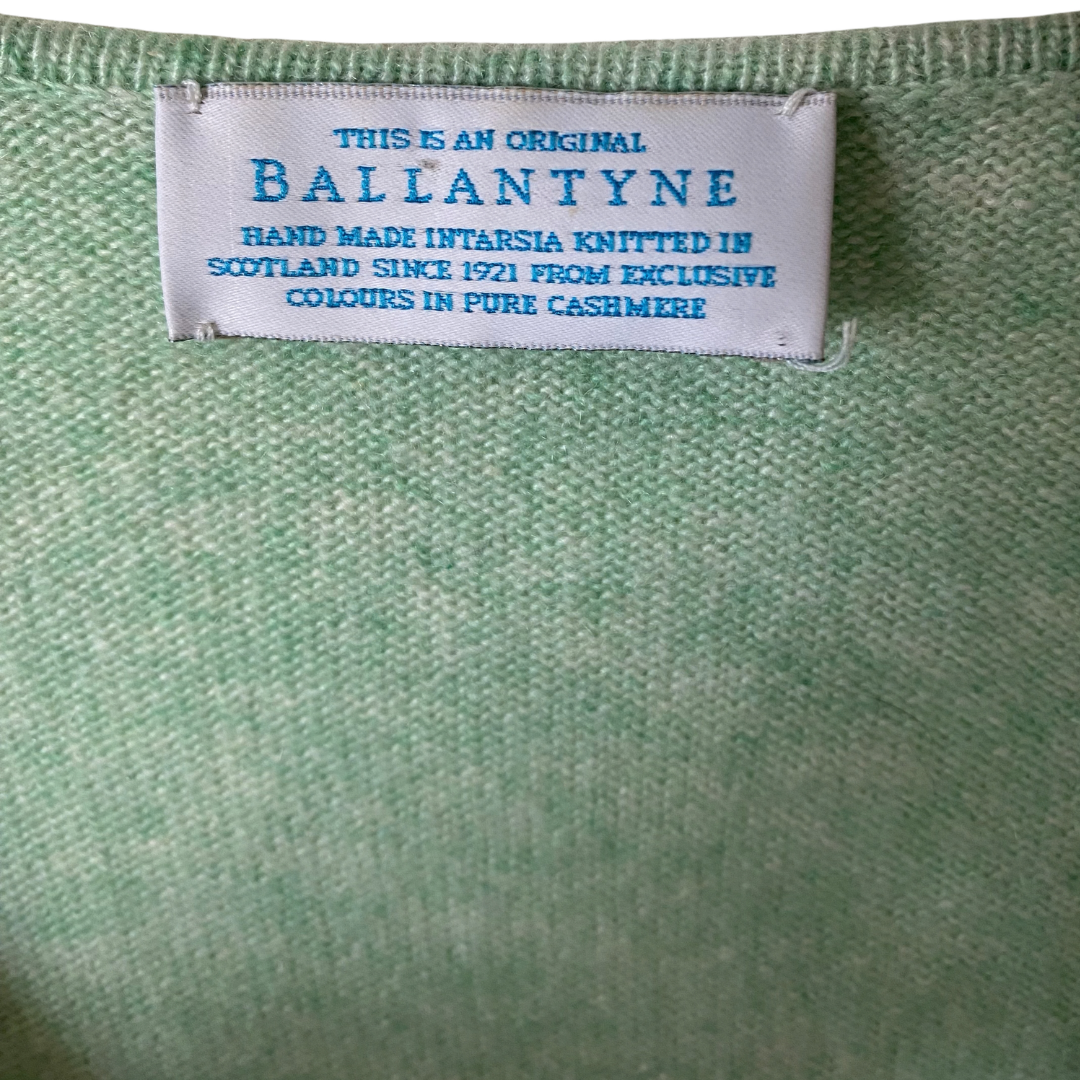 THIS IS AN ORIGINAL
BALLANTYNE
HAND MADE INTARSIA KNITTED IN
SCOTLAND SINCE 1921 FROM EXCLUSIVE
COLOURS IN PURE CASHMERE